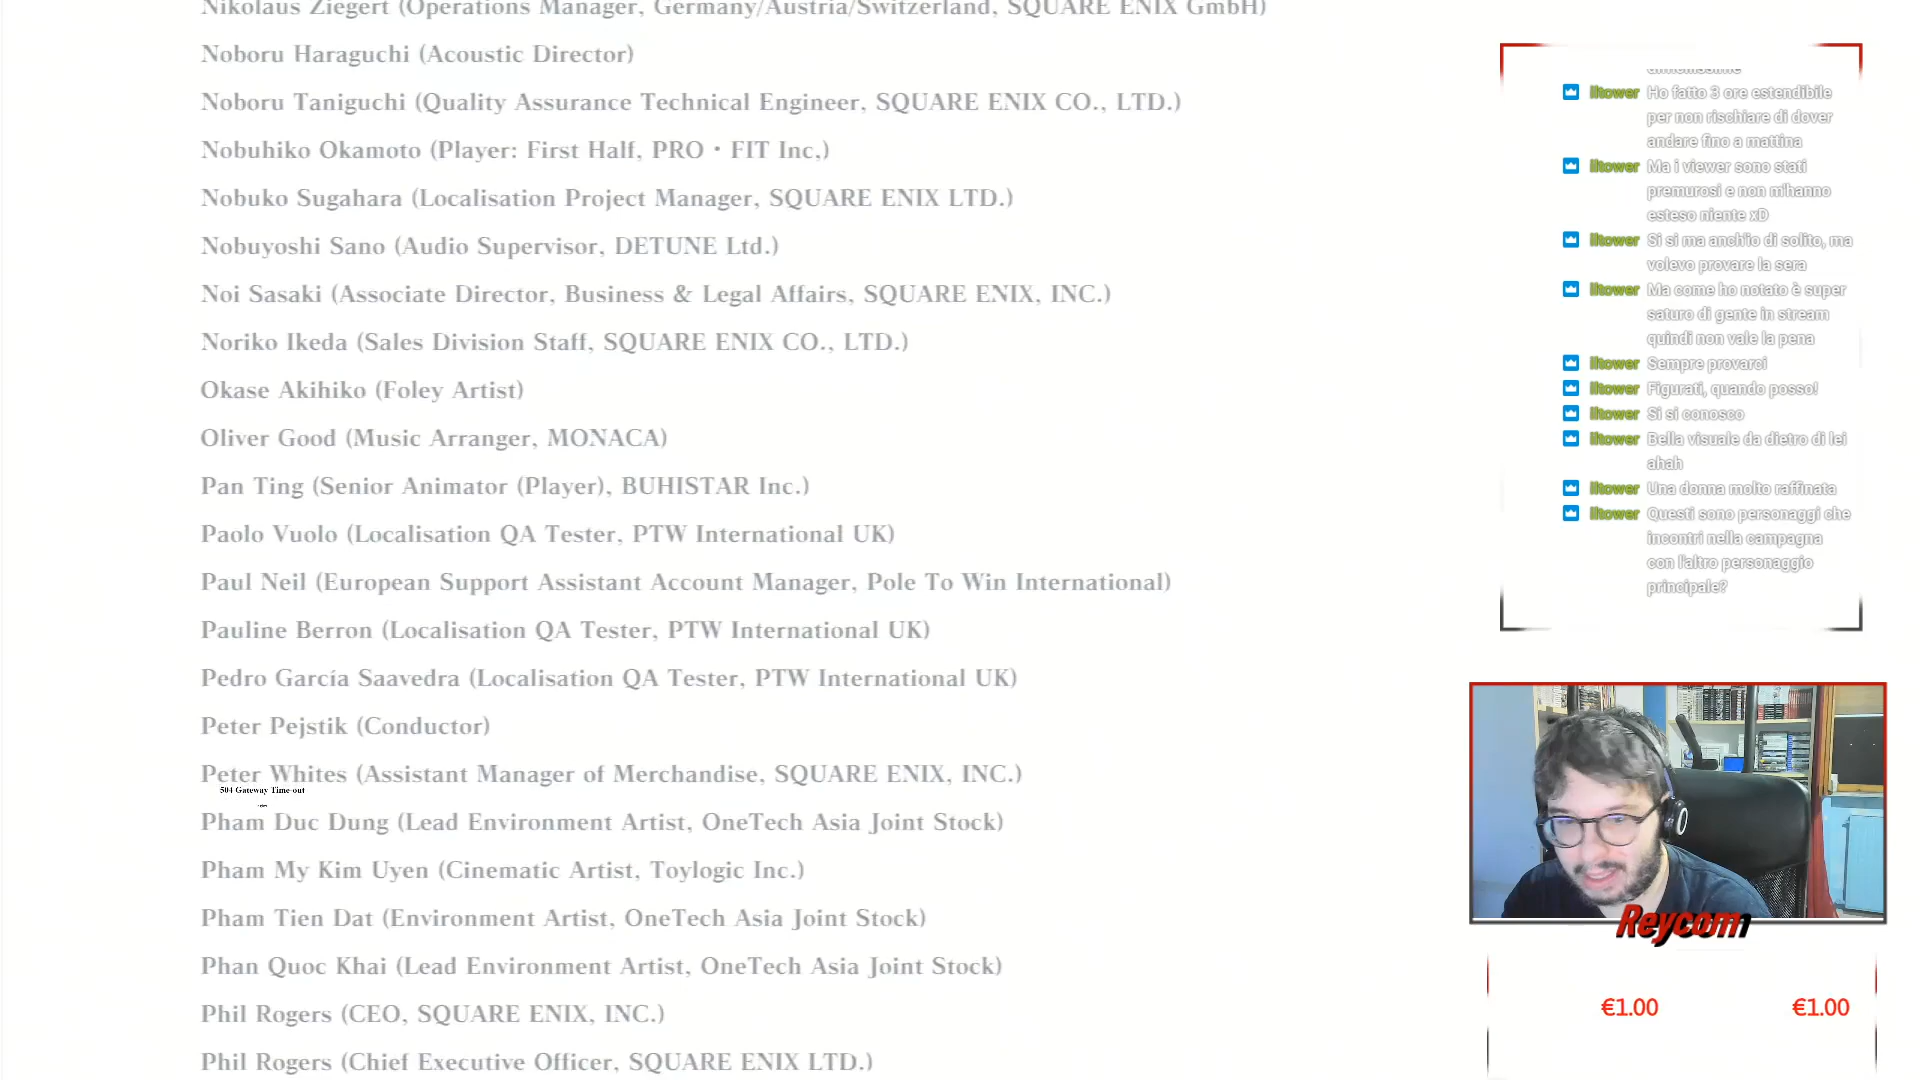 Nikolaus Ziegert (Operations Manager, Germany/Austria/Switzerland, SQUARE ENIX GmbH)
Noboru Haraguchi (Acoustic Director)
Noboru Taniguchi (Quality Assurance Technical Engineer, SQUARE ENIX CO., LTD.)
Nobuhiko Okamoto (Player: First Half, PRO・FIT Inc,)
Nobuko Sugahara (Localisation Project Manager, SQUARE ENIX LTD.)
Nobuyoshi Sano (Audio Supervisor, DETUNE Ltd.)
Noi Sasaki (Associate Director, Business & Legal Affairs, SQUARE ENIX, INC.)
Noriko Ikeda (Sales Division Staff, SQUARE ENIX CO., LTD.)
Okase Akihiko (Foley Artist)
Oliver Good (Music Arranger, MONACA)
Pan Ting (Senior Animator (Player), BUHISTAR Inc.)
Paolo Vuolo (Localisation QA Tester, PTW International UK)
Paul Neil (European Support Assistant Account Manager, Pole To Win International)
Pauline Berron (Localisation QA Tester, PTW International UK)
Pedro García Saavedra (Localisation QA Tester, PTW International UK)
Peter Pejstik (Conductor)
Peter Whites (Assistant Manager of Merchandise, SQUARE ENIX, INC.)
504 Gateway Time-out
Pham Duc Dung (Lead Environment Artist, OneTech Asia Joint Stock)
Pham My Kim Uyen (Cinematic Artist, Toylogic Inc.)
Pham Tien Dat (Environment Artist, OneTech Asia Joint Stock)
Phan Quoc Khai (Lead Environment Artist, OneTech Asia Joint Stock)
Phil Rogers (CEO, SQUARE ENIX, INC.)
Phil Rogers (Chief Executive Officer, SQUARE ENIX LTD.)
Ho fatto 3 ore estendibile
per non rischiare di dover
andare fino a mattina
Ma i viewer sono stati
premurosi e non m'hanno
esteso niente xD
Si si ma anch'io di solito, ma
volevo provare la sera
Ma come ho notato è super
saturo di gente in stream
quindi non vale la pena
Sempre provarci
Figurati, quando posso!
Si si conosco
Bella visuale da dietro di lei
ahah
Una donna molto raffinata
Questi sono personaggi che
incontri nella campagna
con l'altro personaggio
principale?
Reycom
€1.00 €1.00